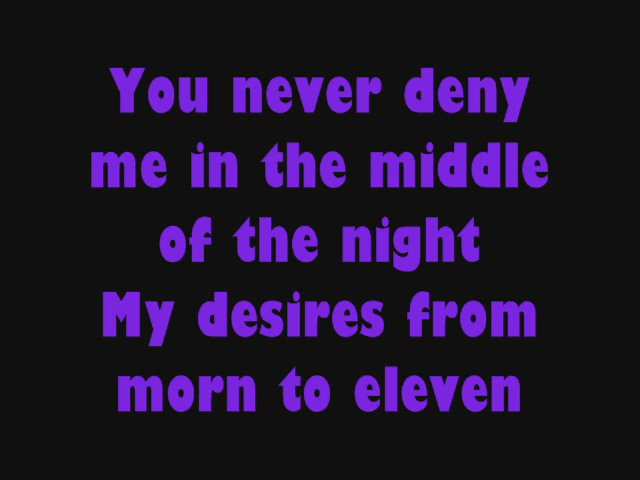 You never deny
me in the middle
of the night
My desires from
morn to eleven